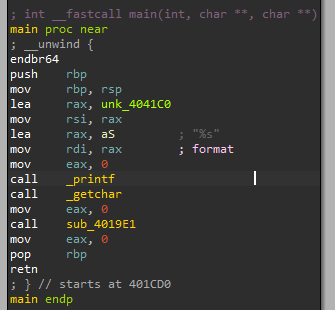 ; int __fastcall main(int, char **, char **)
main proc near
; __unwind {
endbr64
push rbp
mov rbp, rsp
lea rax, unk_4041C0
mov rsi, rax
lea rax, aS ; "%s"
mov rdi, rax ; format
mov eax, 0
call _printf
call _getchar
mov eax, 0
call sub_4019E1
mov eax, 0
pop rbp
retn
; } // starts at 401CD0
main endp